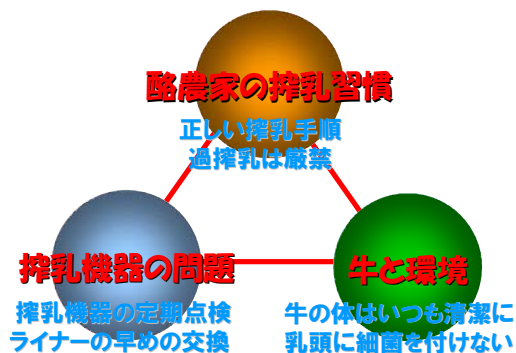 酪農家の搾乳習慣
正しい搾乳手順
過搾乳は厳禁
搾乳機器の問題
搾乳機器の定期点検
ライナーの早めの交換
牛と環境
牛の体はいつも清潔に
乳頭に細菌を付けない